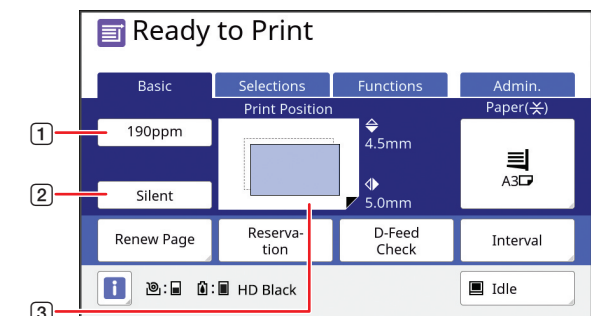 Ready to Print
Basic
Selections
Functions
Admin.
Print Position
Paper(
)
1
190ppm
4.5mm
A3
2
Silent
5.0mm
Renew Page
Reserva-
tion
D-Feed
Check
Interval
i
:
:
HD Black
Idle
3